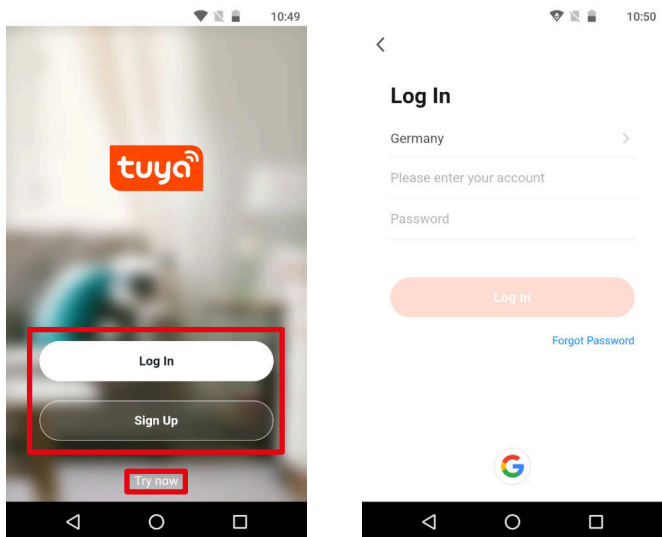 10:49
tuya
Log In
Sign Up
Try now
10:50
Log In
Germany
Please enter your account
Password
Log In
Forgot Password
G